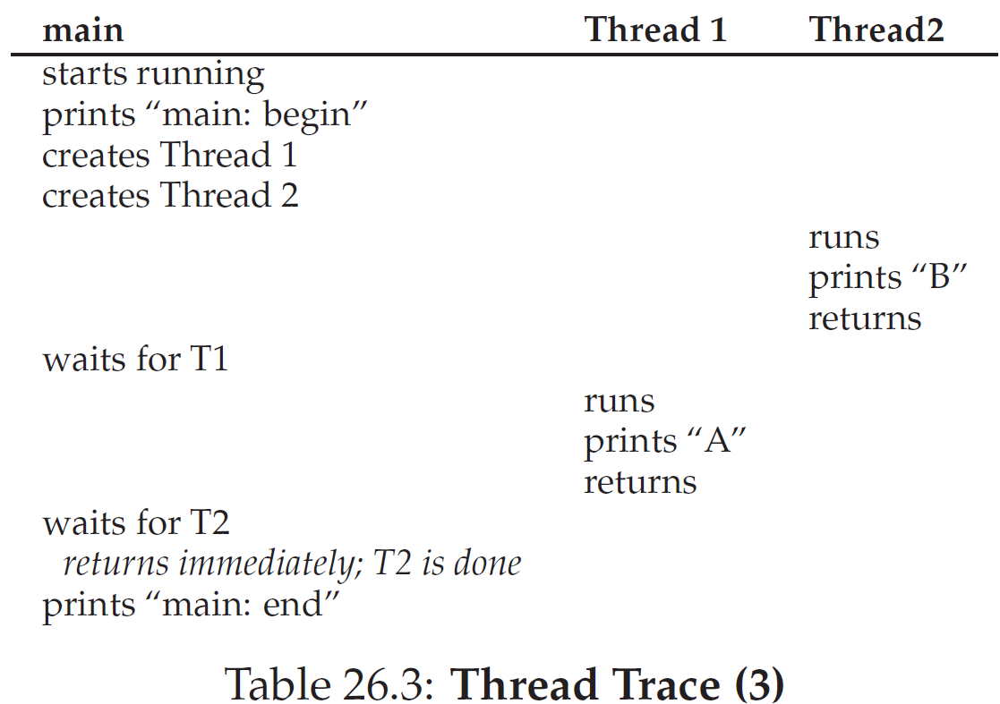 main Thread 1 Thread2
starts running
prints “main: begin”
creates Thread 1
creates Thread 2
runs
prints “B”
returns
waits for T1
runs
prints “A”
returns
waits for T2
returns immediately; T2 is done
prints “main: end”
Table 26.3: Thread Trace (3)